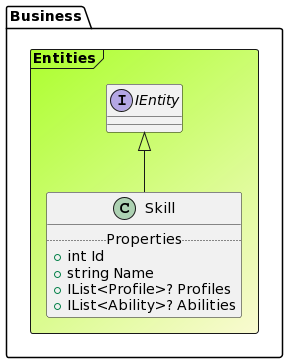 Business
Entities
I IEntity
C Skill
Properties
int Id
string Name
IList<Profile>? Profiles
IList<Ability>? Abilities